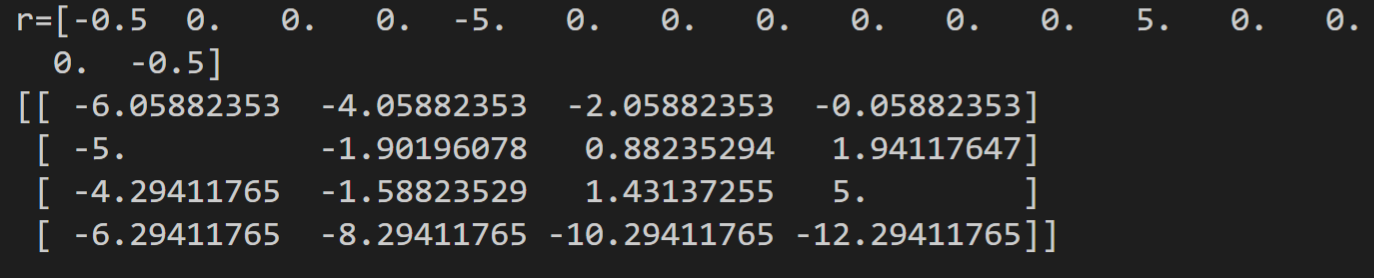 r=[-0.5  0.   0.   0.  -5.   0.   0.   0.   0.   0.   0.   5.   0.   0.
  0.  -0.5]
[[ -6.05882353  -4.05882353  -2.05882353  -0.05882353]
 [ -5.          -1.90196078   0.88235294   1.94117647]
 [ -4.29411765  -1.58823529   1.43137255   5.        ]
 [ -6.29411765  -8.29411765 -10.29411765 -12.29411765]]